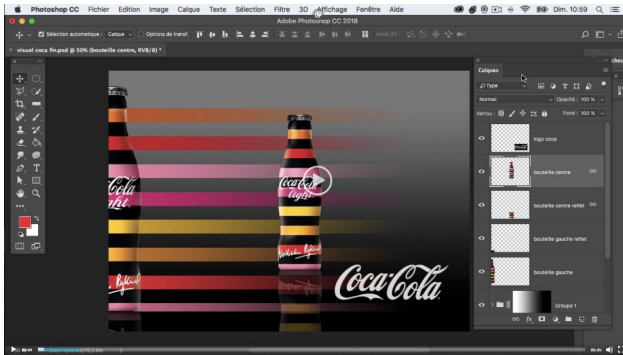 Photoshop CC Fichier Edition Image Calque Texte Sélection Filtre 3D Affichage Fenêtre Aide Dim. 10:59
Adobe Photoshop CC 2018
Sélection automatique : Calque Options de transf. Mode 3D :
visuel coca fin.psd @ 50% (bouteille centre, RVB/8) *
Calques
Type
Normal Opacité : 100 %
Verrou : Fond : 100 %
logo coca
bouteille centre
bouteille centre reflet
bouteille gauche reflet
bouteille gauche
Groupe 1
Cola
light.
Coca-Cola
light.
Coca-Cola